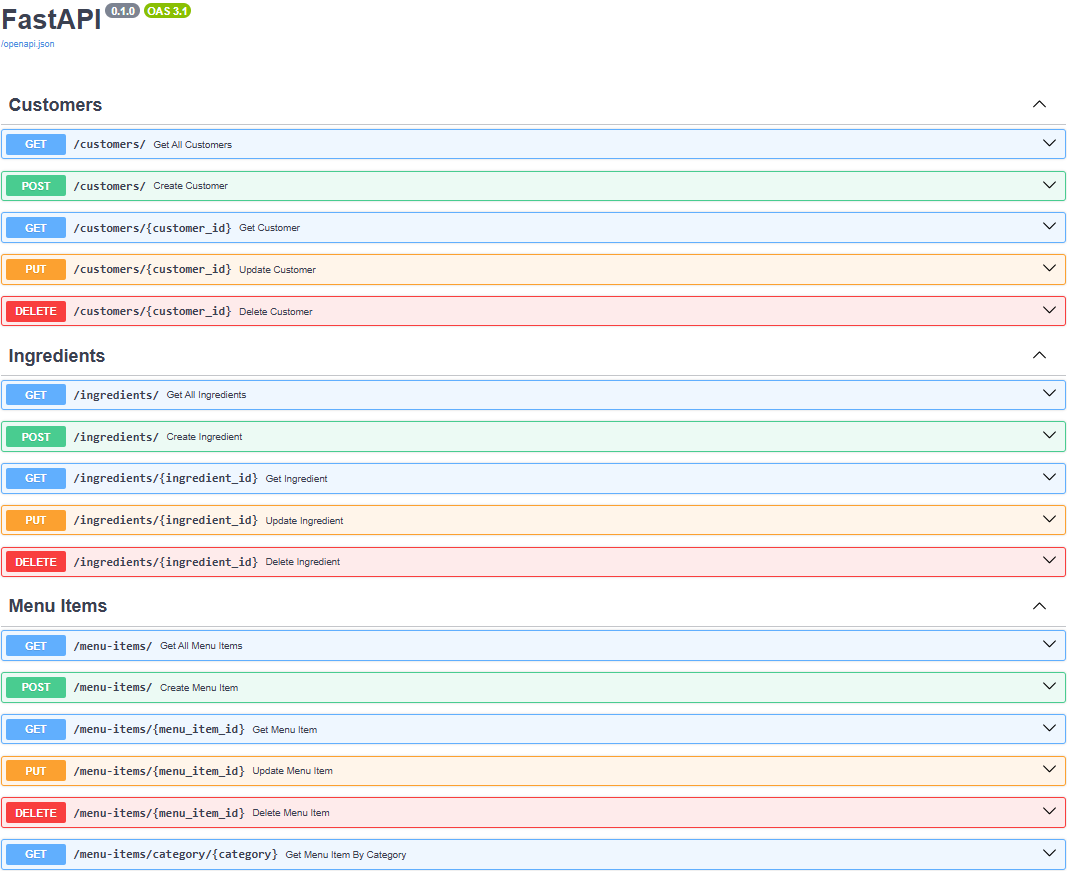 FastAPI 0.1.0 OAS 3.1
/openapi.json
Customers
GET /customers/ Get All Customers
POST /customers/ Create Customer
GET /customers/{customer_id} Get Customer
PUT /customers/{customer_id} Update Customer
DELETE /customers/{customer_id} Delete Customer
Ingredients
GET /ingredients/ Get All Ingredients
POST /ingredients/ Create Ingredient
GET /ingredients/{ingredient_id} Get Ingredient
PUT /ingredients/{ingredient_id} Update Ingredient
DELETE /ingredients/{ingredient_id} Delete Ingredient
Menu Items
GET /menu-items/ Get All Menu Items
POST /menu-items/ Create Menu Item
GET /menu-items/{menu_item_id} Get Menu Item
PUT /menu-items/{menu_item_id} Update Menu Item
DELETE /menu-items/{menu_item_id} Delete Menu Item
GET /menu-items/category/{category} Get Menu Item By Category